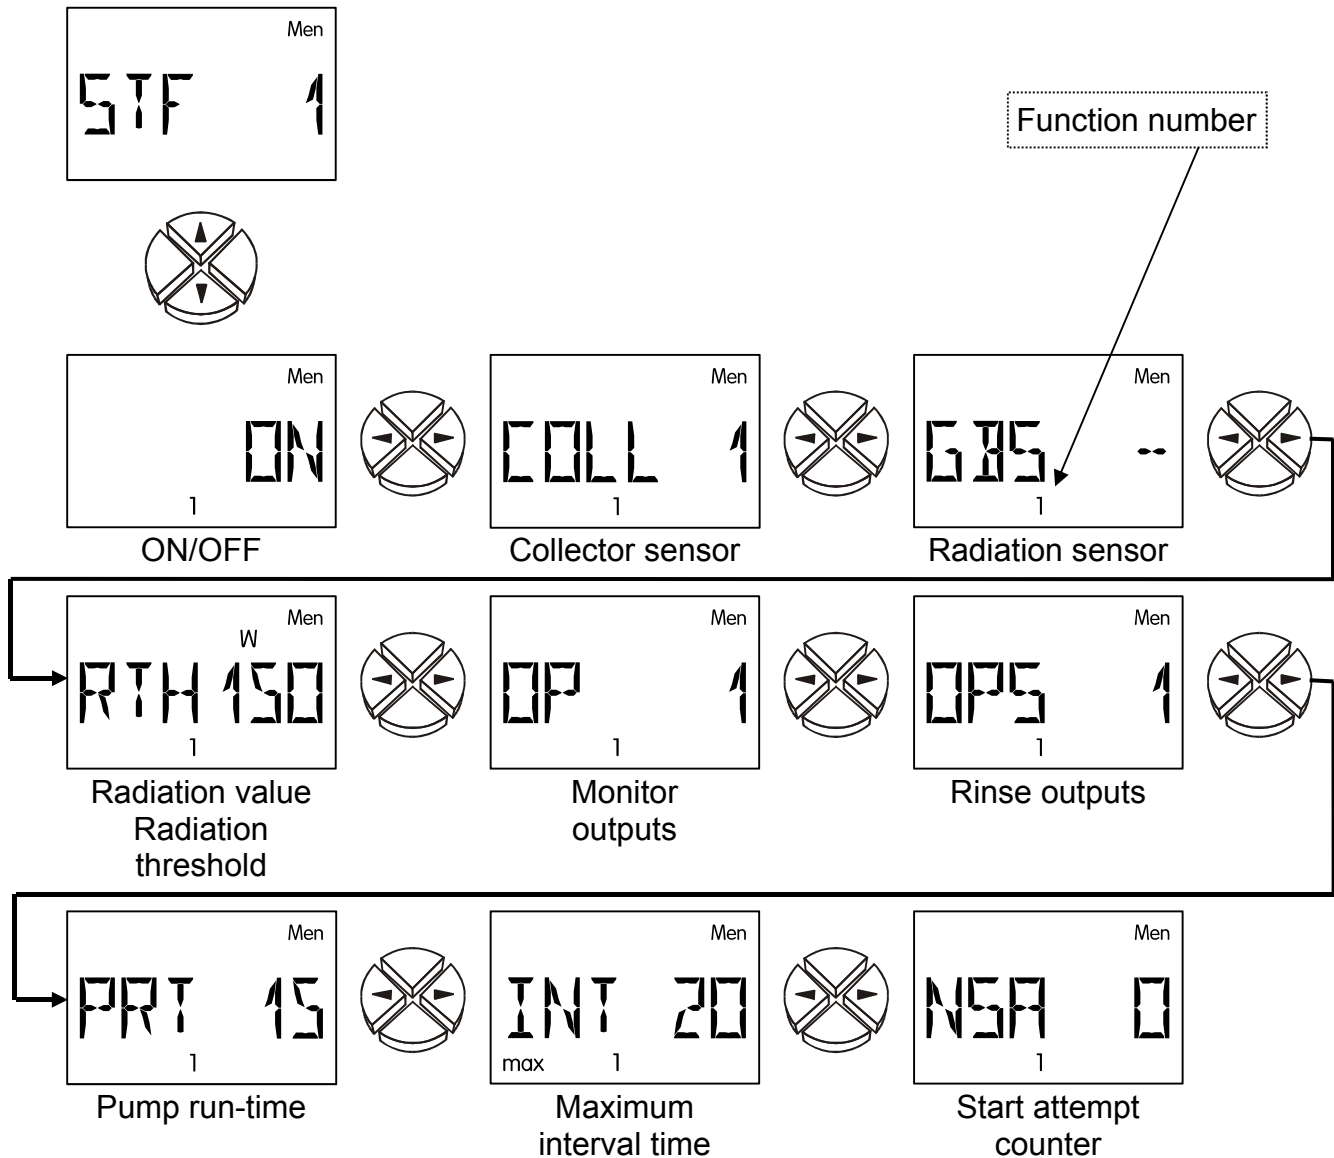 Men
STF 1
Function number
Men
ON
1
ON/OFF
Men
COLL 1
1
Collector sensor
Men
GBS --
1
Radiation sensor
Men
W
RTH 150
1
Radiation value
Radiation
threshold
Men
OP 1
1
Monitor
outputs
Men
OPS 1
1
Rinse outputs
Men
PRT 15
1
Pump run-time
Men
INT 20
max 1
Maximum
interval time
Men
NSA 0
1
Start attempt
counter